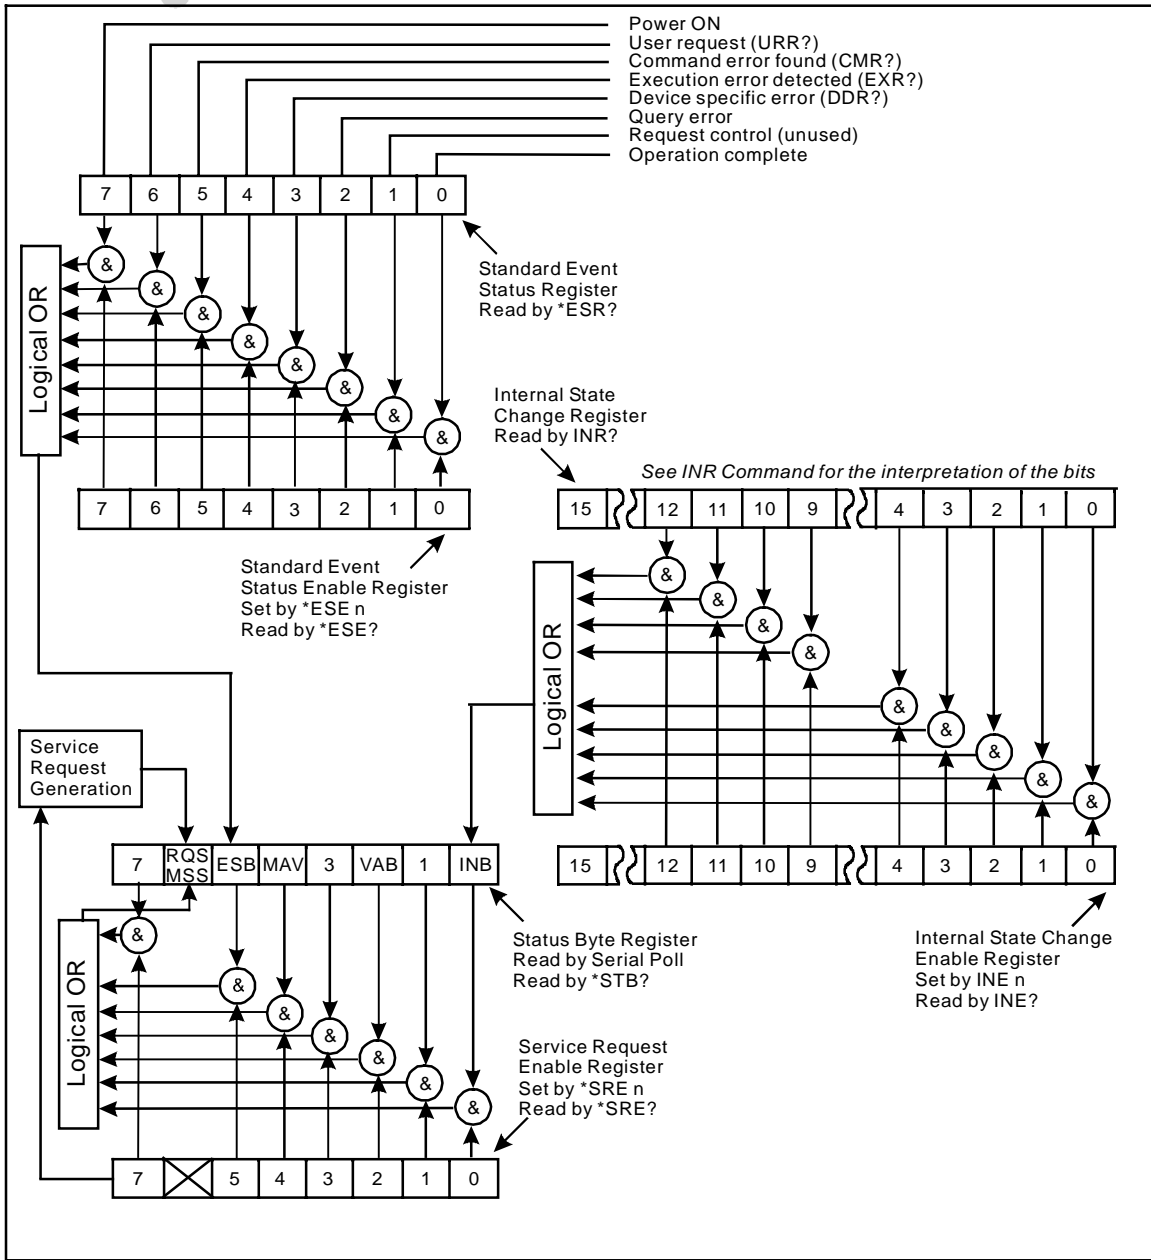 Power ON
User request (URR?)
Command error found (CMR?)
Execution error detected (EXR?)
Device specific error (DDR?)
Query error
Request control (unused)
Operation complete
7 6 5 4 3 2 1 0
Standard Event
Status Register
Read by *ESR?
Logical OR
& & & & & & & &
7 6 5 4 3 2 1 0
Standard Event
Status Enable Register
Set by *ESE n
Read by *ESE?
Internal State
Change Register
Read by INR?
See INR Command for the interpretation of the bits
15 12 11 10 9 4 3 2 1 0
Logical OR
& & & & & & & & &
15 12 11 10 9 4 3 2 1 0
Internal State Change
Enable Register
Set by INE n
Read by INE?
Service
Request
Generation
7 RQS MSS ESB MAV 3 VAB 1 INB
Status Byte Register
Read by Serial Poll
Read by *STB?
Logical OR
& & & & & & &
Service Request
Enable Register
Set by *SRE n
Read by *SRE?
7 5 4 3 2 1 0